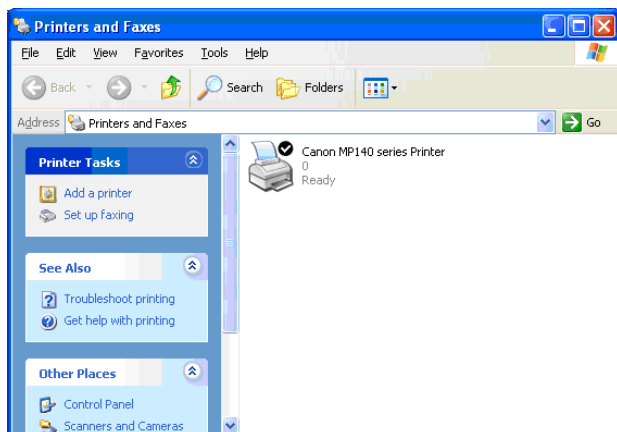 Printers and Faxes
File Edit View Favorites Tools Help
Back Search Folders
Address Printers and Faxes Go
Printer Tasks
Add a printer
Set up faxing
See Also
Troubleshoot printing
Get help with printing
Other Places
Control Panel
Scanners and Cameras
Canon MP140 series Printer
0
Ready